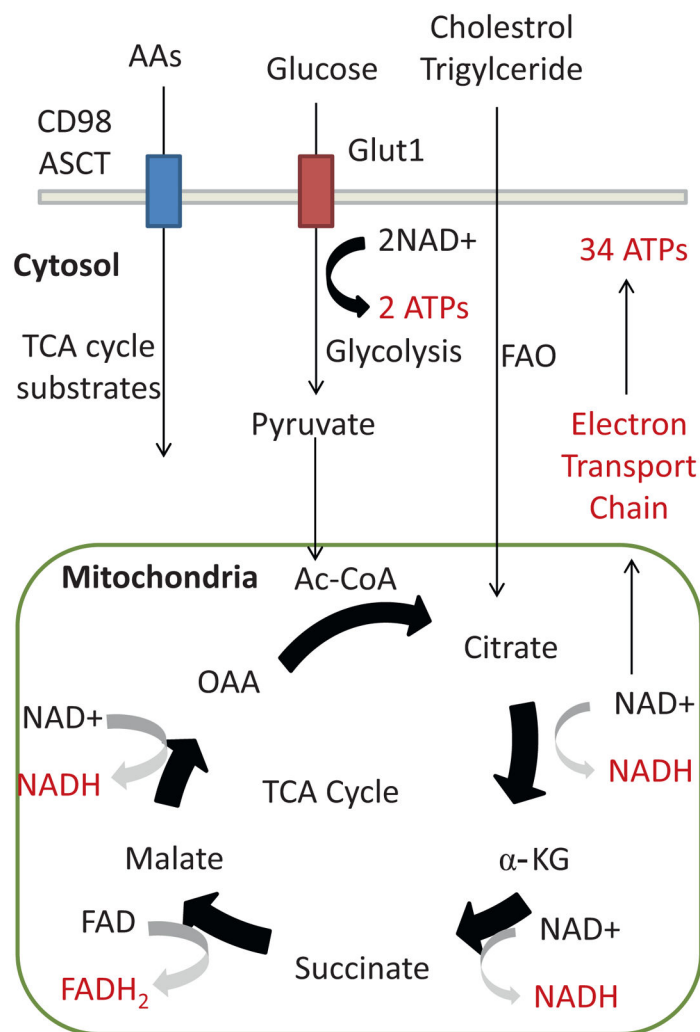 AAs
Glucose
Cholestrol
Trigylceride
CD98
ASCT
Glut1
Cytosol
2NAD+
2 ATPs
34 ATPs
TCA cycle
substrates
Glycolysis
FAO
Pyruvate
Electron
Transport
Chain
Mitochondria
Ac-CoA
Citrate
OAA
NAD+
NADH
NAD+
NADH
TCA Cycle
Malate
α-KG
FAD
FADH₂
NAD+
NADH
Succinate